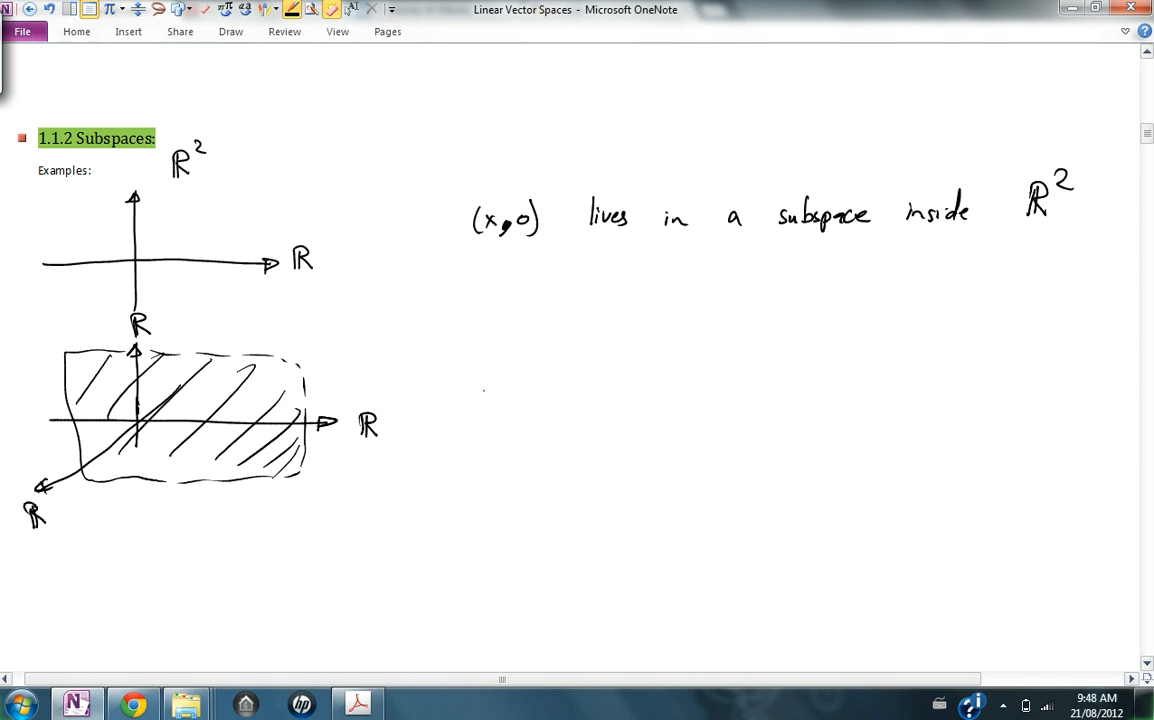 Linear Vector Spaces - Microsoft OneNote
File Home Insert Share Draw Review View Pages
1.1.2 Subspaces:
Examples:
ℝ²
(x,0) lives in a subspace inside ℝ²
ℝ
ℝ
ℝ
ℝ
9:48 AM
21/08/2012